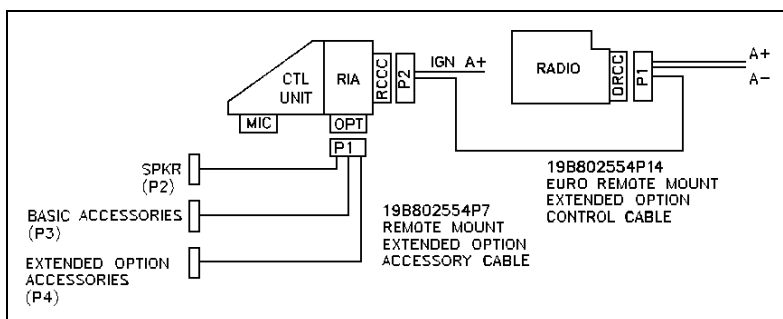 CTL
UNIT
RIA
RCCC
P2
IGN A+
RADIO
ORCC
P1
A+
A-
MIC
OPT
P1
SPKR
(P2)
BASIC ACCESSORIES
(P3)
EXTENDED OPTION
ACCESSORIES
(P4)
19B802554P7
REMOTE MOUNT
EXTENDED OPTION
ACCESSORY CABLE
19B802554P14
EURO REMOTE MOUNT
EXTENDED OPTION
CONTROL CABLE